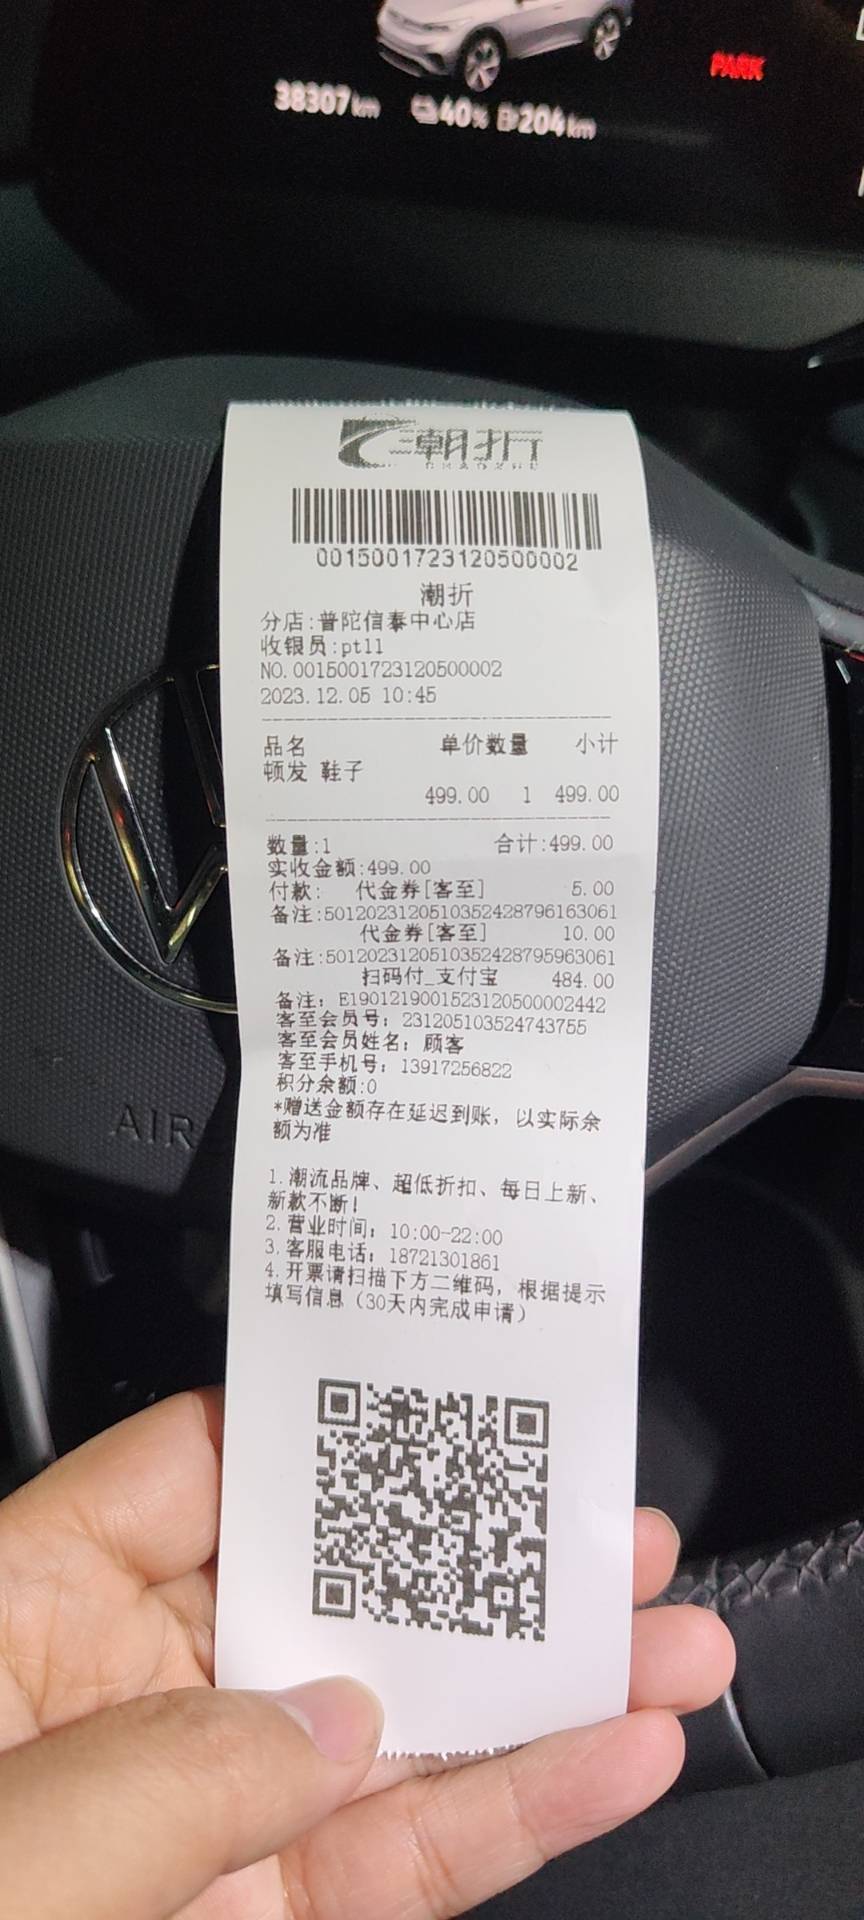 38307km 40% 204km
PARK
潮折
CHAOZHE
0015001723120500002
潮折
分店:普陀信泰中心店
收银员:pt11
NO.0015001723120500002
2023.12.05 10:45
品名 单价数量 小计
顿发 鞋子
499.00 1 499.00
数量:1 合计:499.00
实收金额:499.00
付款: 代金券[客至] 5.00
备注:5012023120510352428796163061
代金券[客至] 10.00
备注:5012023120510352428795963061
扫码付_支付宝 484.00
备注: E19012190015231205000002442
客至会员号: 231205103524743755
客至会员姓名: 顾客
客至手机号: 13917256822
积分余额:0
*赠送金额存在延迟到账, 以实际余
额为准
1.潮流品牌、超低折扣、每日上新、
新款不断!
2.营业时间: 10:00-22:00
3.客服电话: 18721301861
4.开票请扫描下方二维码, 根据提示
填写信息（30天内完成申请）
AIR